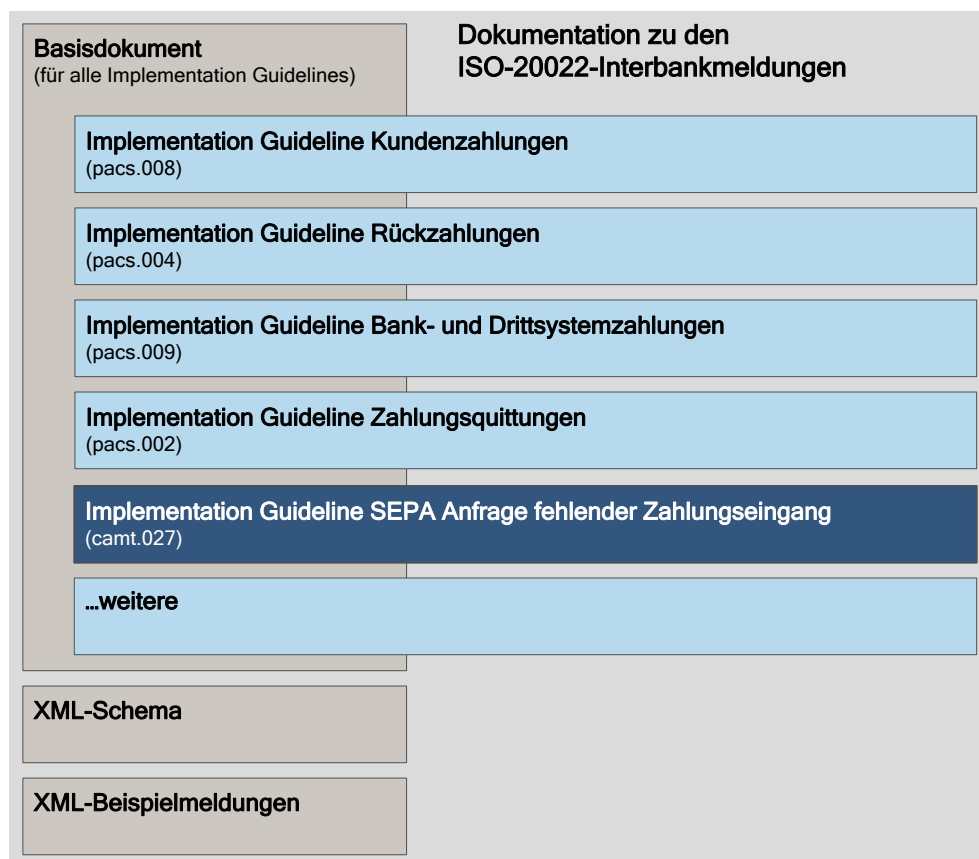 Basisdokument
(für alle Implementation Guidelines)
Dokumentation zu den
ISO-20022-Interbankmeldungen
Implementation Guideline Kundenzahlungen
(pacs.008)
Implementation Guideline Rückzahlungen
(pacs.004)
Implementation Guideline Bank- und Drittsystemzahlungen
(pacs.009)
Implementation Guideline Zahlungsquittungen
(pacs.002)
Implementation Guideline SEPA Anfrage fehlender Zahlungseingang
(camt.027)
…weitere
XML-Schema
XML-Beispielmeldungen